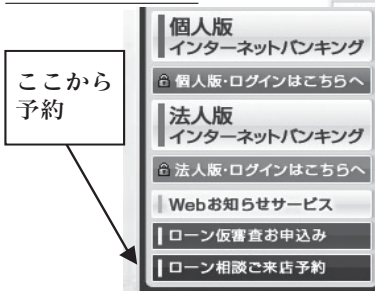 ここから
予約
個人版
インターネットバンキング
個人版・ログインはこちらへ
法人版
インターネットバンキング
法人版・ログインはこちらへ
Webお知らせサービス
ローン仮審査お申込み
ローン相談ご来店予約